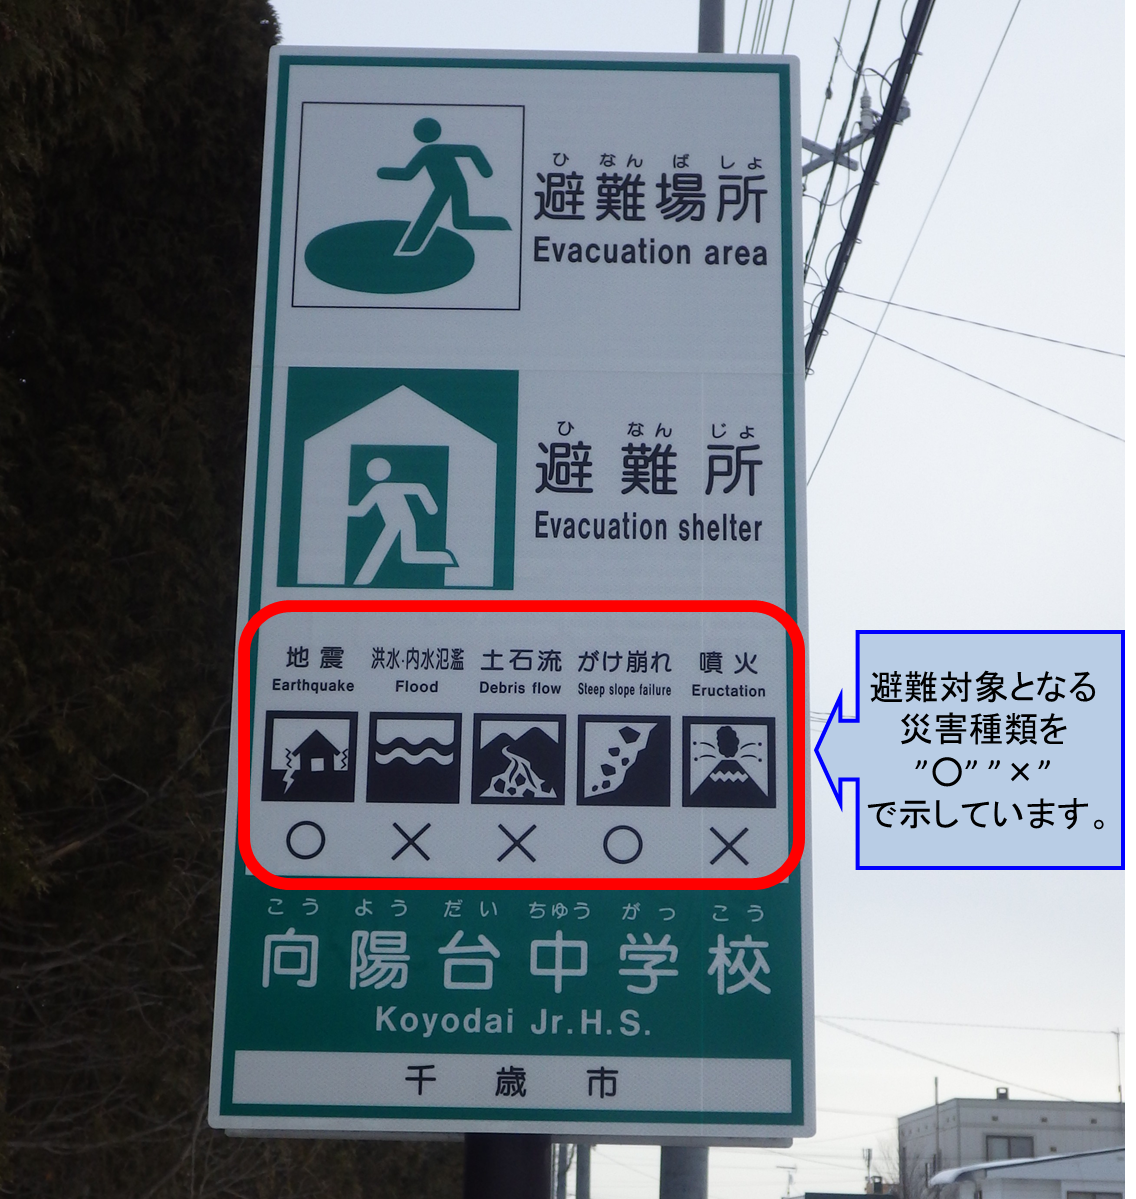 ひ なん ば しょ
避難場所
Evacuation area
ひ なん じょ
避難所
Evacuation shelter
地震 洪水・内水氾濫 土石流 がけ崩れ 噴火
Earthquake Flood Debris flow Steep slope failure Eructation
○ × × ○ ×
こう よう だい ちゅう がっ こう
向陽台中学校
Koyodai Jr.H.S.
千歳市
避難対象となる
災害種類を
"○" "×"
で示しています。